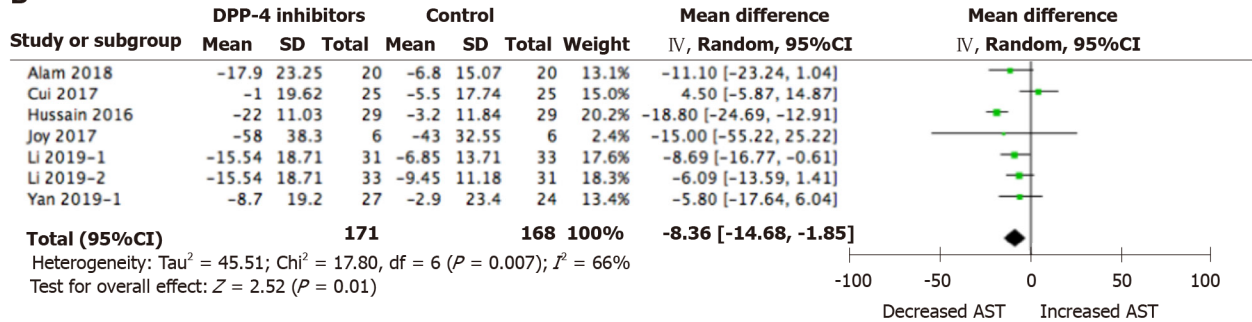 DPP-4 inhibitors Control Mean difference Mean difference
Study or subgroup Mean SD Total Mean SD Total Weight Ⅳ, Random, 95%CI Ⅳ, Random, 95%CI
Alam 2018 -17.9 23.25 20 -6.8 15.07 20 13.1% -11.10 [-23.24, 1.04]
Cui 2017 -1 19.62 25 -5.5 17.74 25 15.0% 4.50 [-5.87, 14.87]
Hussain 2016 -22 11.03 29 -3.2 11.84 29 20.2% -18.80 [-24.69, -12.91]
Joy 2017 -58 38.3 6 -43 32.55 6 2.4% -15.00 [-55.22, 25.22]
Li 2019-1 -15.54 18.71 31 -6.85 13.71 33 17.6% -8.69 [-16.77, -0.61]
Li 2019-2 -15.54 18.71 33 -9.45 11.18 31 18.3% -6.09 [-13.59, 1.41]
Yan 2019-1 -8.7 19.2 27 -2.9 23.4 24 13.4% -5.80 [-17.64, 6.04]
Total (95%CI) 171 168 100% -8.36 [-14.68, -1.85]
Heterogeneity: Tau² = 45.51; Chi² = 17.80, df = 6 (P = 0.007); I² = 66%
Test for overall effect: Z = 2.52 (P = 0.01)
-100 -50 0 50 100
Decreased AST Increased AST